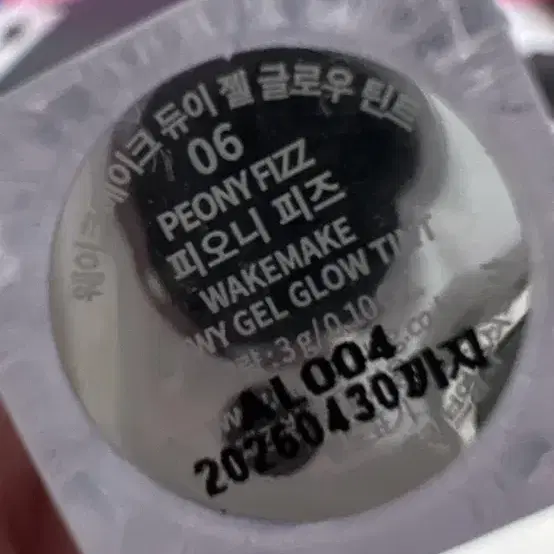 웨이크메이크 듀이 젤 글로우 틴트
06
PEONY FIZZ
피오니 피즈
WAKEMAKE
WY GEL GLOW TINT
3g/0.10
AL004
20260430까지